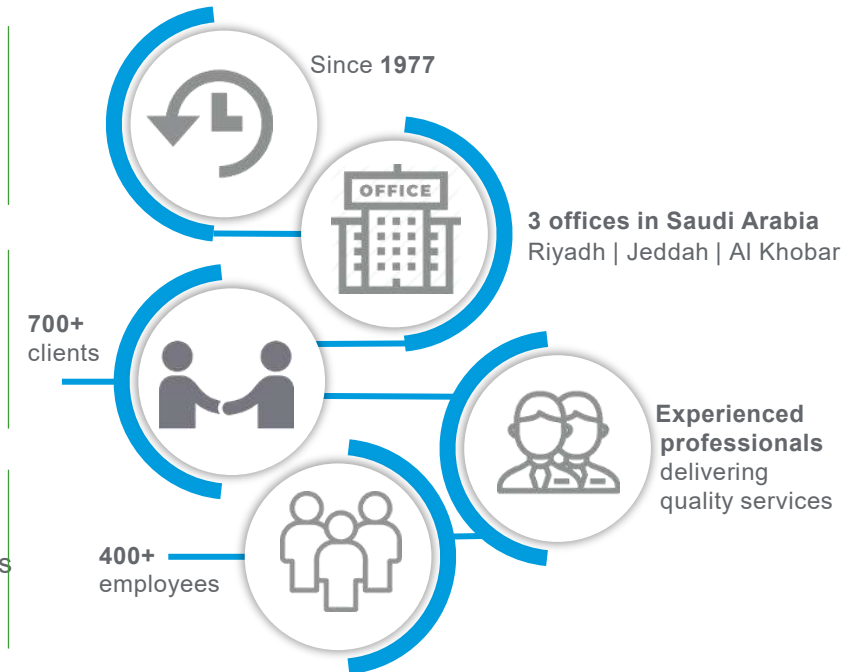 Since 1977
OFFICE
3 offices in Saudi Arabia
Riyadh | Jeddah | Al Khobar
700+
clients
Experienced
professionals
delivering
quality services
400+
employees
s